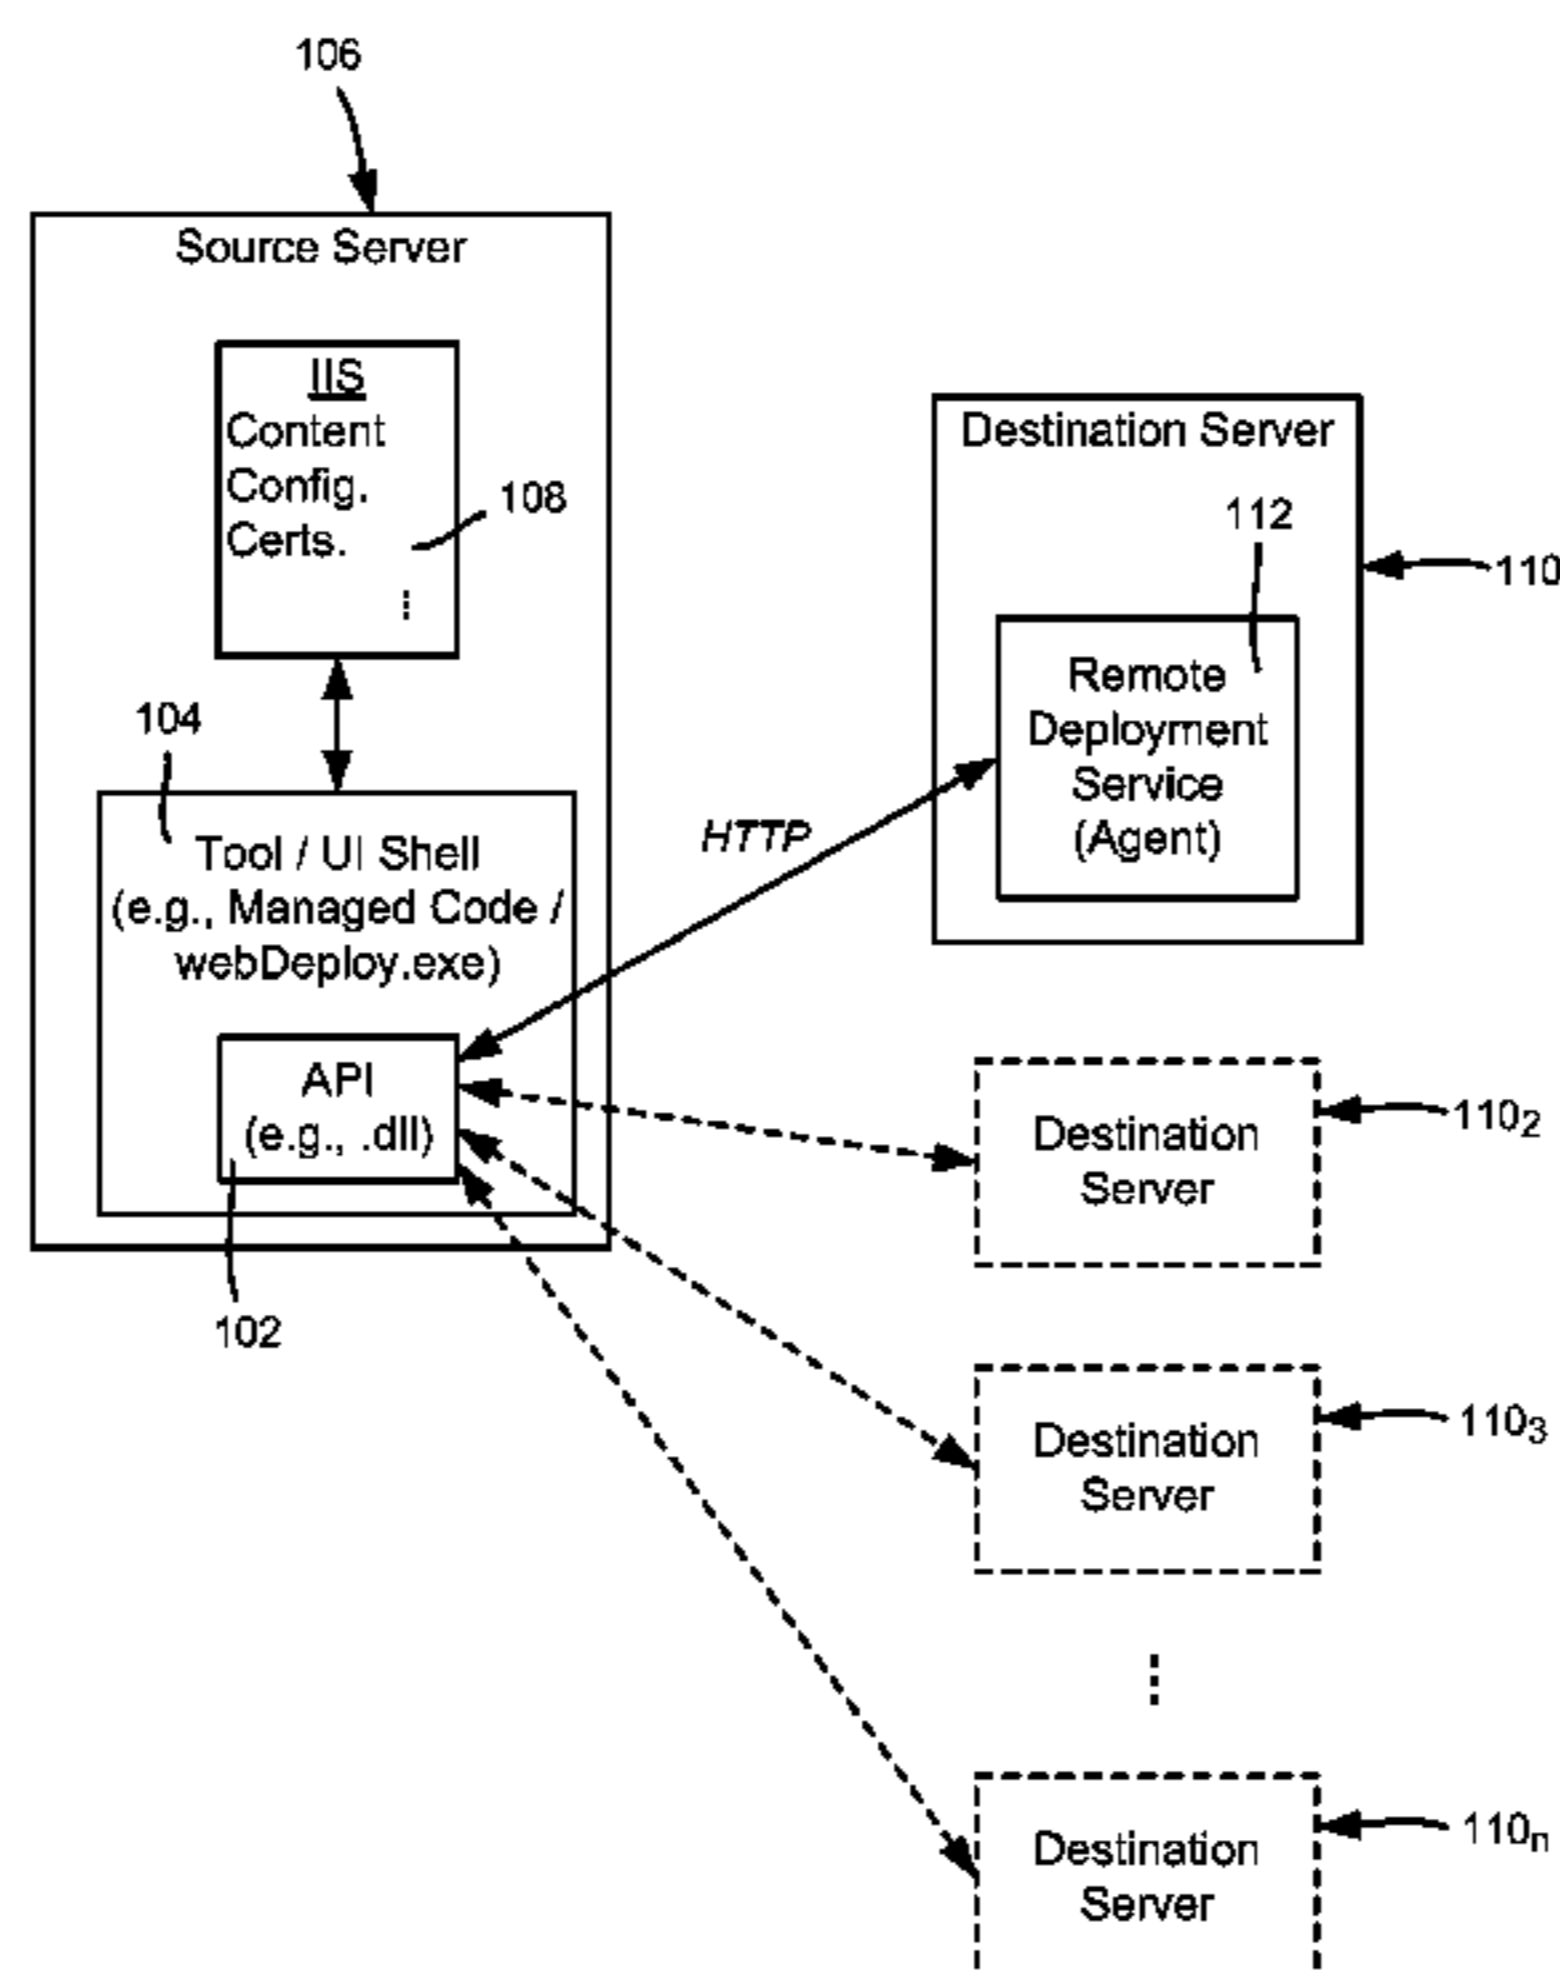 106
Source Server
IIS
Content
Config.
Certs.
108
104
Tool / UI Shell
(e.g., Managed Code /
webDeploy.exe)
API
(e.g., .dll)
102
HTTP
Destination Server
112
110
Remote
Deployment
Service
(Agent)
Destination
Server
110₂
Destination
Server
110₃
Destination
Server
110ₙ